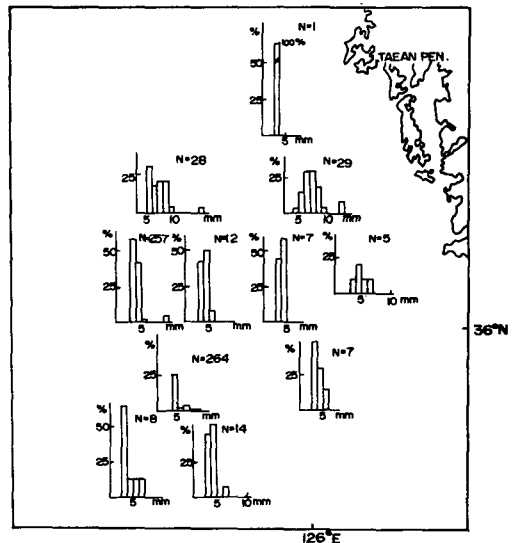 % N=1
100%
TAEAN PEN.
50
25
5 mm
N=28 % N=29
25 25
5 10 mm 5 10 mm
% N=257 % N=12 % N=7 % N=5
50 50 50
25 25 25 25
5 mm 5 mm 5 mm 5 10 mm
36°N
% N=264 % N=7
25 25
5 mm 5 mm
% N=8 % N=14
50
25 25
5 mm 5 10mm
126°E